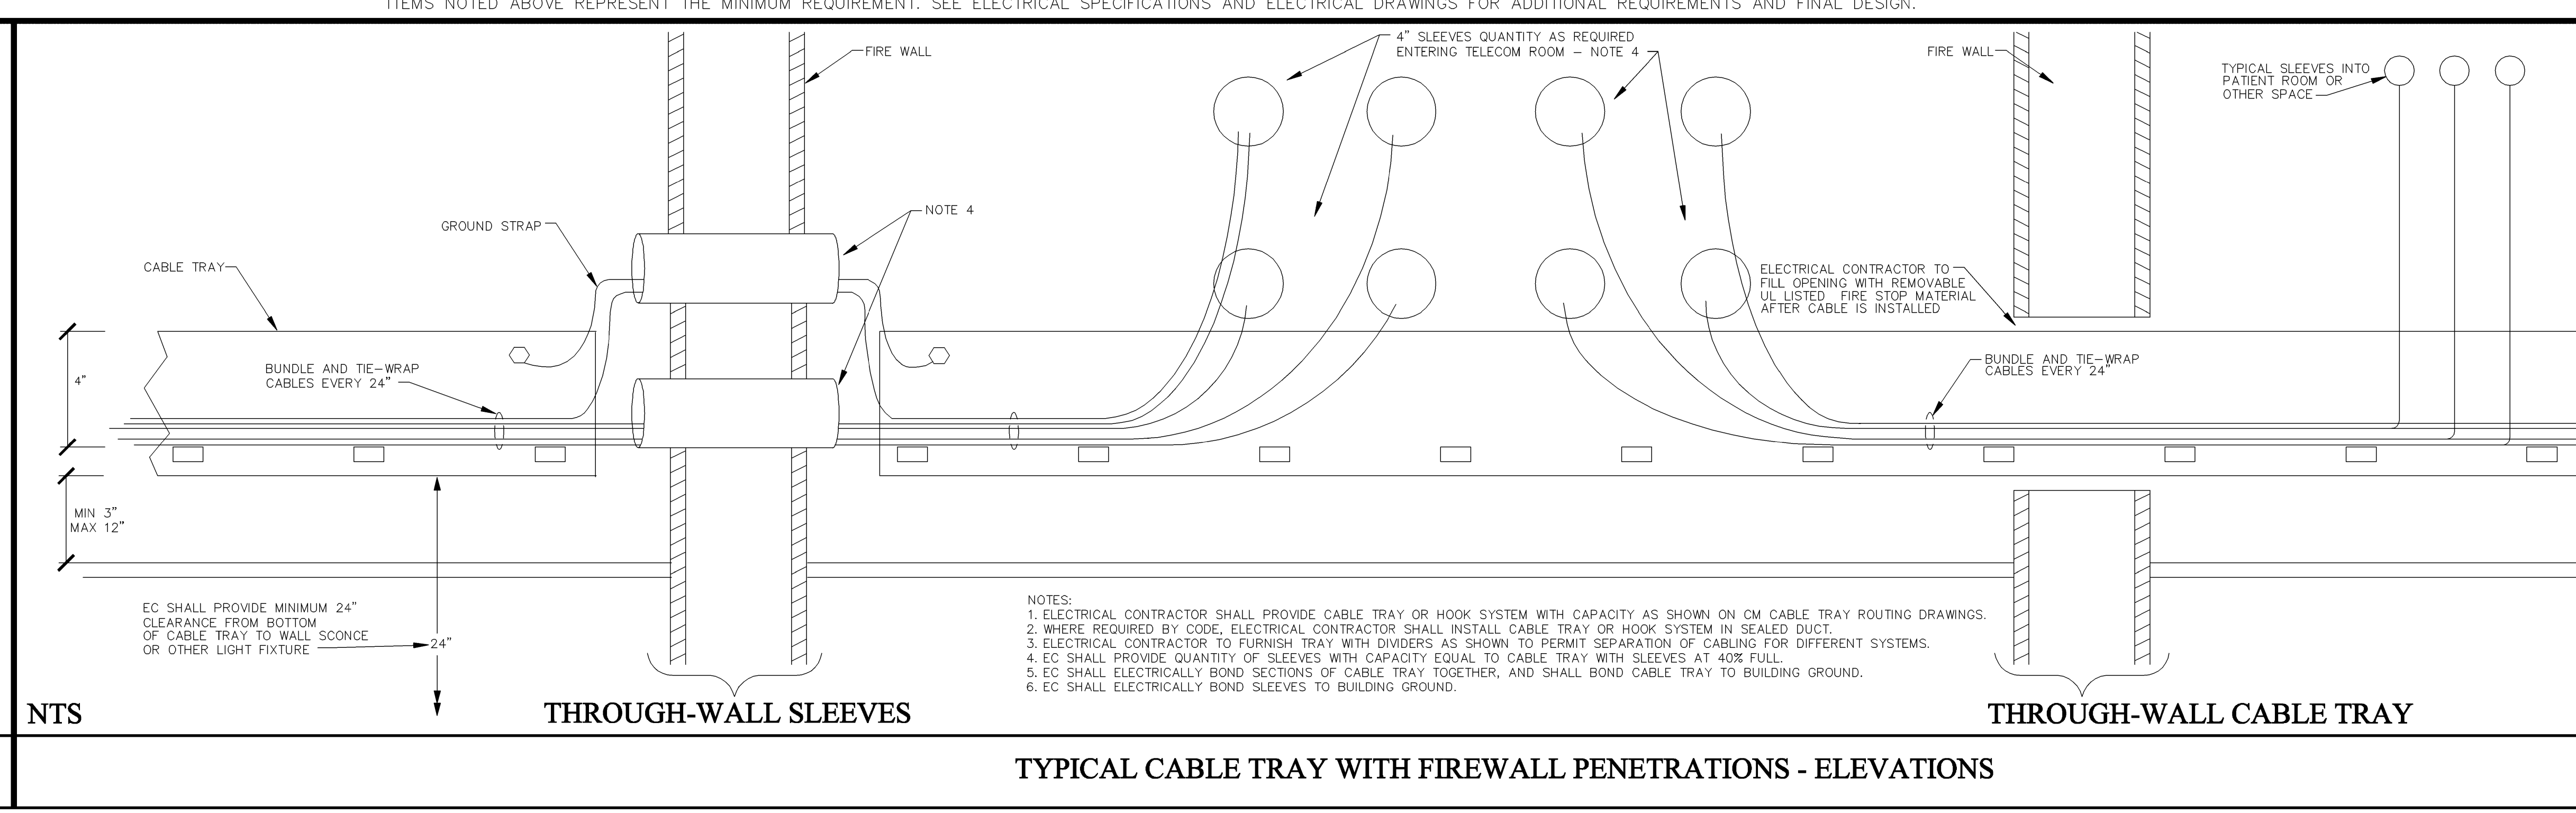 ITEMS NOTED ABOVE REPRESENT THE MINIMUM REQUIREMENT. SEE ELECTRICAL SPECIFICATIONS AND ELECTRICAL DRAWINGS FOR ADDITIONAL REQUIREMENTS AND FINAL DESIGN.
FIRE WALL
4" SLEEVES QUANTITY AS REQUIRED
ENTERING TELECOM ROOM – NOTE 4
FIRE WALL
TYPICAL SLEEVES INTO
PATIENT ROOM OR
OTHER SPACE
NOTE 4
GROUND STRAP
CABLE TRAY
ELECTRICAL CONTRACTOR TO
FILL OPENING WITH REMOVABLE
UL LISTED FIRE STOP MATERIAL
AFTER CABLE IS INSTALLED
4"
BUNDLE AND TIE–WRAP
CABLES EVERY 24"
BUNDLE AND TIE–WRAP
CABLES EVERY 24"
MIN 3"
MAX 12"
EC SHALL PROVIDE MINIMUM 24"
CLEARANCE FROM BOTTOM
OF CABLE TRAY TO WALL SCONCE
OR OTHER LIGHT FIXTURE
24"
NOTES:
1. ELECTRICAL CONTRACTOR SHALL PROVIDE CABLE TRAY OR HOOK SYSTEM WITH CAPACITY AS SHOWN ON CM CABLE TRAY ROUTING DRAWINGS.
2. WHERE REQUIRED BY CODE, ELECTRICAL CONTRACTOR SHALL INSTALL CABLE TRAY OR HOOK SYSTEM IN SEALED DUCT.
3. ELECTRICAL CONTRACTOR TO FURNISH TRAY WITH DIVIDERS AS SHOWN TO PERMIT SEPARATION OF CABLING FOR DIFFERENT SYSTEMS.
4. EC SHALL PROVIDE QUANTITY OF SLEEVES WITH CAPACITY EQUAL TO CABLE TRAY WITH SLEEVES AT 40% FULL.
5. EC SHALL ELECTRICALLY BOND SECTIONS OF CABLE TRAY TOGETHER, AND SHALL BOND CABLE TRAY TO BUILDING GROUND.
6. EC SHALL ELECTRICALLY BOND SLEEVES TO BUILDING GROUND.
NTS
THROUGH-WALL SLEEVES
THROUGH-WALL CABLE TRAY
TYPICAL CABLE TRAY WITH FIREWALL PENETRATIONS - ELEVATIONS